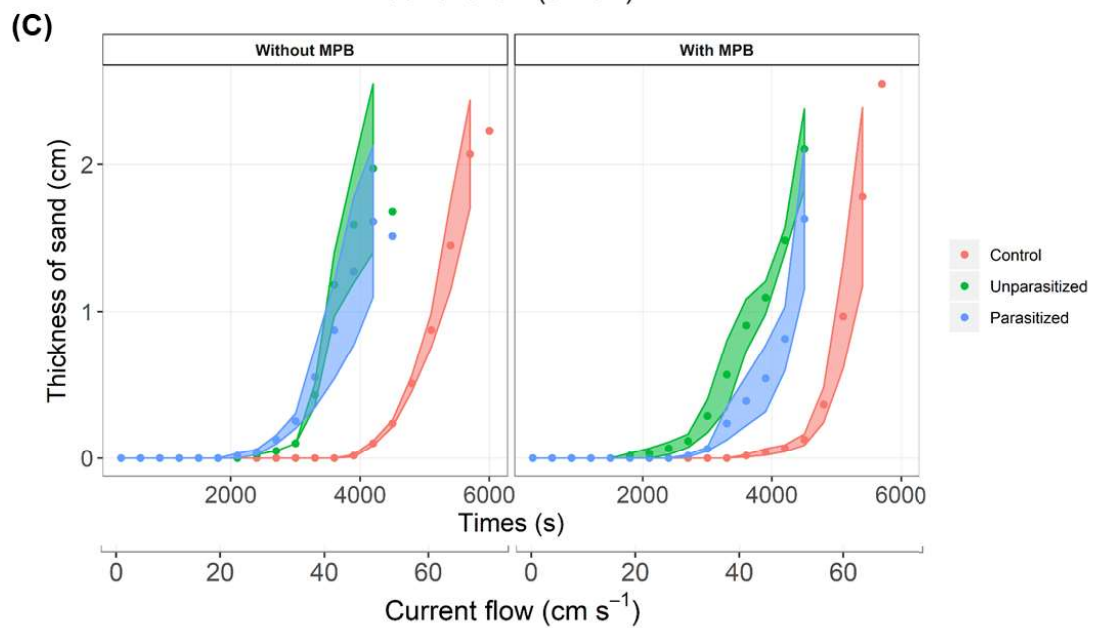 (C)
Without MPB With MPB
Thickness of sand (cm)
2
1
0
2000 4000 6000 2000 4000 6000
Times (s)
0 20 40 60 0 20 40 60
Current flow (cm s⁻¹)
Control
Unparasitized
Parasitized